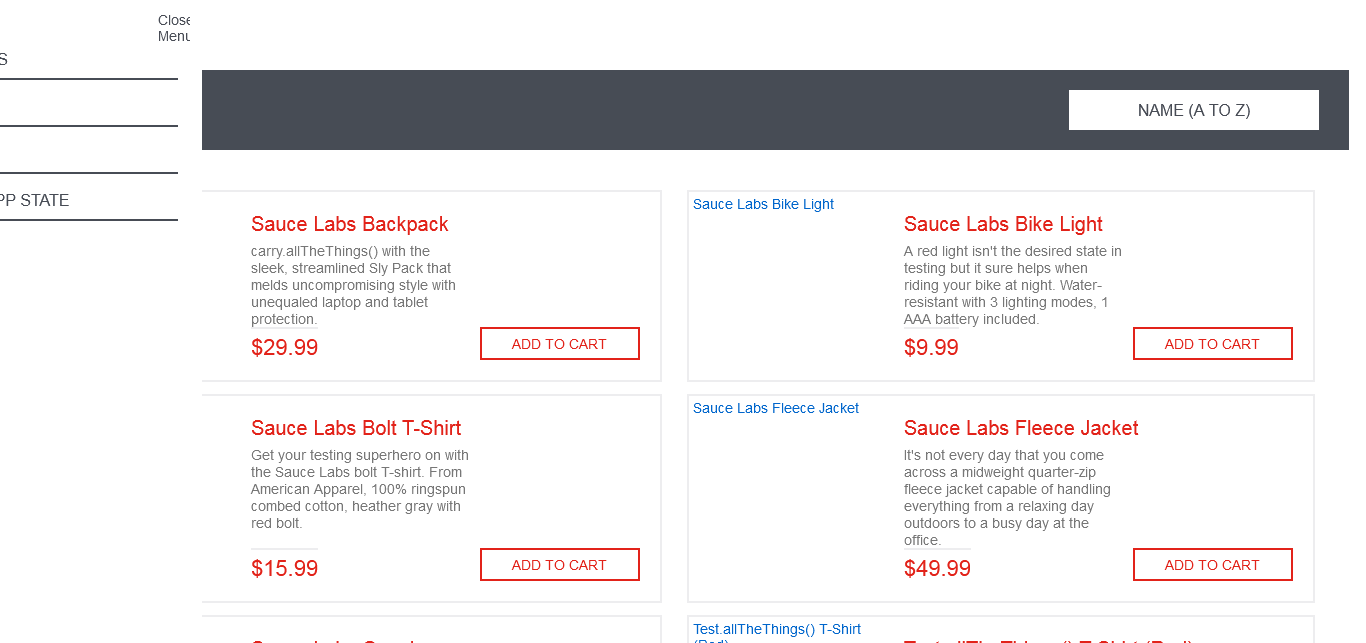 Close
Menu
S
NAME (A TO Z)
PP STATE
Sauce Labs Backpack
carry.allTheThings() with the
sleek, streamlined Sly Pack that
melds uncompromising style with
unequaled laptop and tablet
protection.
$29.99
ADD TO CART
Sauce Labs Bike Light
Sauce Labs Bike Light
A red light isn't the desired state in
testing but it sure helps when
riding your bike at night. Water-
resistant with 3 lighting modes, 1
AAA battery included.
$9.99
ADD TO CART
Sauce Labs Bolt T-Shirt
Get your testing superhero on with
the Sauce Labs bolt T-shirt. From
American Apparel, 100% ringspun
combed cotton, heather gray with
red bolt.
$15.99
ADD TO CART
Sauce Labs Fleece Jacket
Sauce Labs Fleece Jacket
It's not every day that you come
across a midweight quarter-zip
fleece jacket capable of handling
everything from a relaxing day
outdoors to a busy day at the
office.
$49.99
ADD TO CART
Test.allTheThings() T-Shirt
(Red)
Test.allTheThings() T-Shirt (Red)